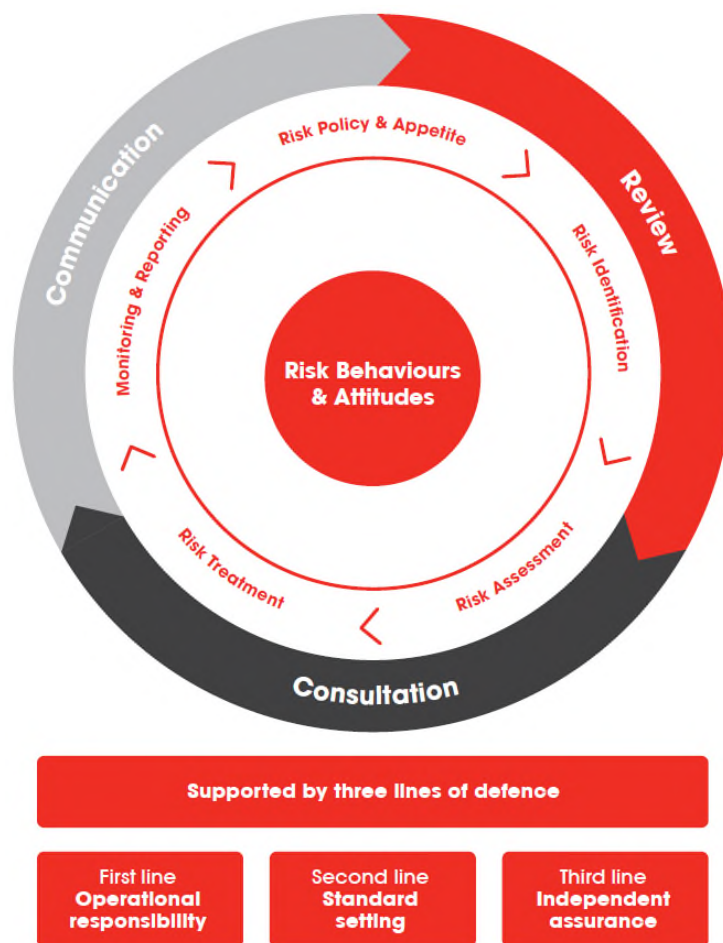 Communication
Review
Consultation
Risk Policy & Appetite
Risk Identification
Risk Assessment
Risk Treatment
Monitoring & Reporting
Risk Behaviours
& Attitudes
Supported by three lines of defence
First line
Operational
responsibility
Second line
Standard
setting
Third line
Independent
assurance